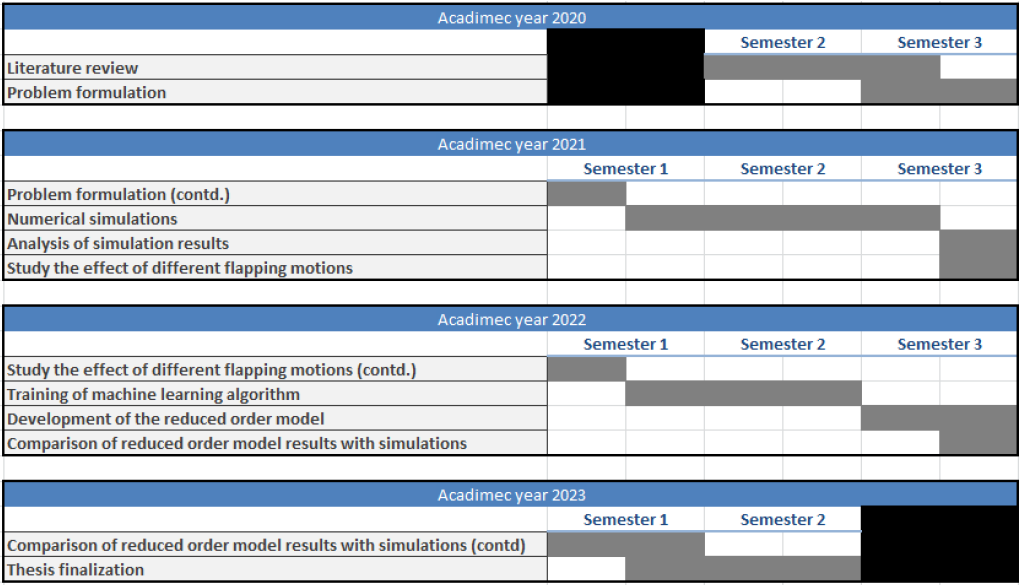 Acadimec year 2020
Semester 2 Semester 3
Literature review
Problem formulation
Acadimec year 2021
Semester 1 Semester 2 Semester 3
Problem formulation (contd.)
Numerical simulations
Analysis of simulation results
Study the effect of different flapping motions
Acadimec year 2022
Semester 1 Semester 2 Semester 3
Study the effect of different flapping motions (contd.)
Training of machine learning algorithm
Development of the reduced order model
Comparison of reduced order model results with simulations
Acadimec year 2023
Semester 1 Semester 2
Comparison of reduced order model results with simulations (contd)
Thesis finalization